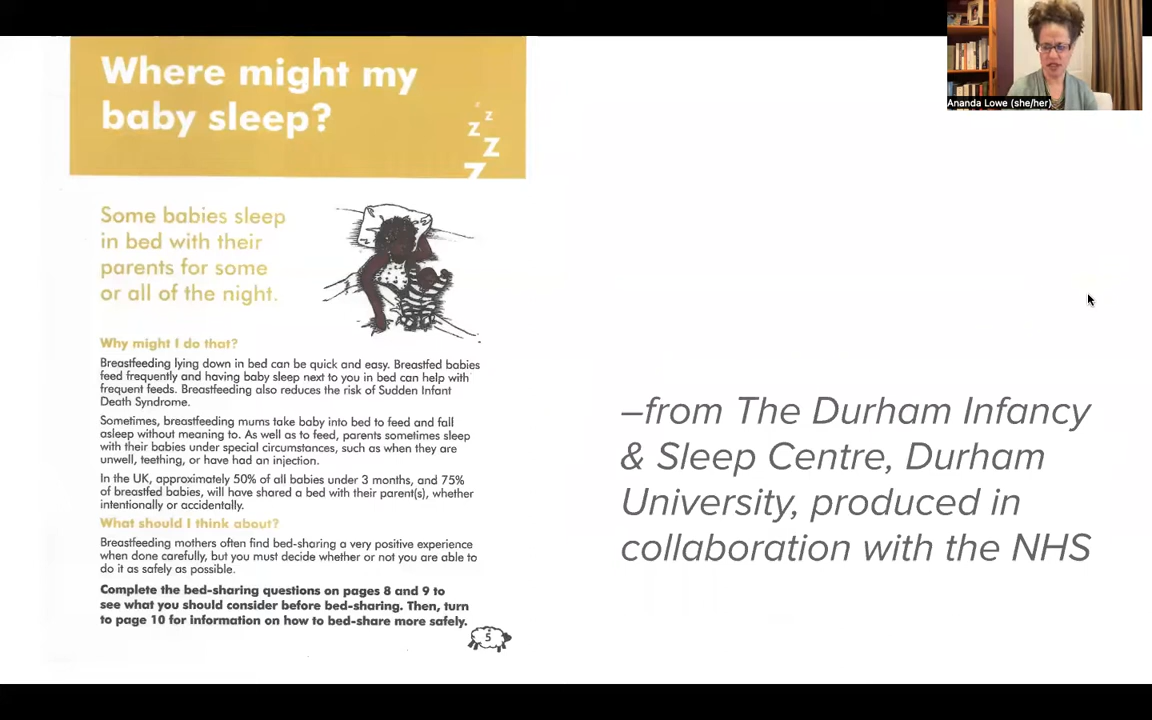 Where might my
baby sleep?
z
z
z
z
z
Some babies sleep
in bed with their
parents for some
or all of the night.
Why might I do that?
Breastfeeding lying down in bed can be quick and easy. Breastfed babies
feed frequently and having baby sleep next to you in bed can help with
frequent feeds. Breastfeeding also reduces the risk of Sudden Infant
Death Syndrome.
Sometimes, breastfeeding mums take baby into bed to feed and fall
asleep without meaning to. As well as to feed, parents sometimes sleep
with their babies under special circumstances, such as when they are
unwell, teething, or have had an injection.
In the UK, approximately 50% of all babies under 3 months, and 75%
of breastfed babies, will have shared a bed with their parent(s), whether
intentionally or accidentally.
What should I think about?
Breastfeeding mothers often find bed-sharing a very positive experience
when done carefully, but you must decide whether or not you are able to
do it as safely as possible.
Complete the bed-sharing questions on pages 8 and 9 to
see what you should consider before bed-sharing. Then, turn
to page 10 for information on how to bed-share more safely.
5
–from The Durham Infancy
& Sleep Centre, Durham
University, produced in
collaboration with the NHS
Ananda Lowe (she/her)